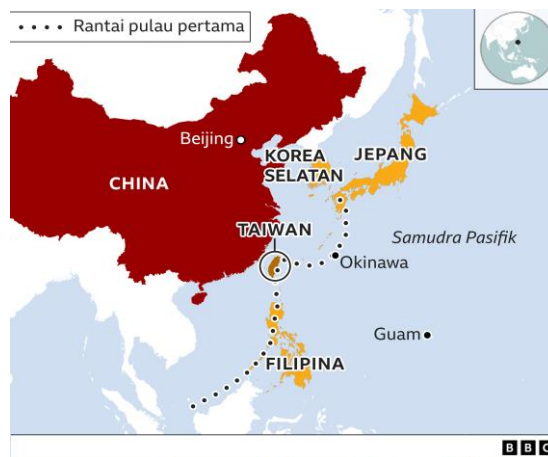 Rantai pulau pertama
Beijing
KOREA
SELATAN
JEPANG
CHINA
TAIWAN
Samudra Pasifik
Okinawa
Guam
FILIPINA
BBC